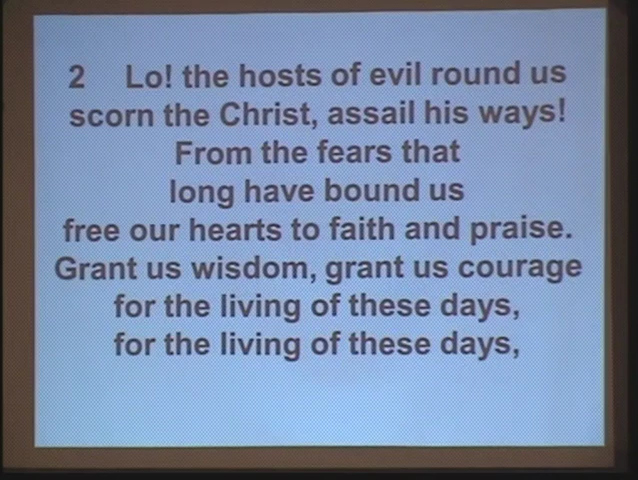 2 Lo! the hosts of evil round us
scorn the Christ, assail his ways!
From the fears that
long have bound us
free our hearts to faith and praise.
Grant us wisdom, grant us courage
for the living of these days,
for the living of these days,